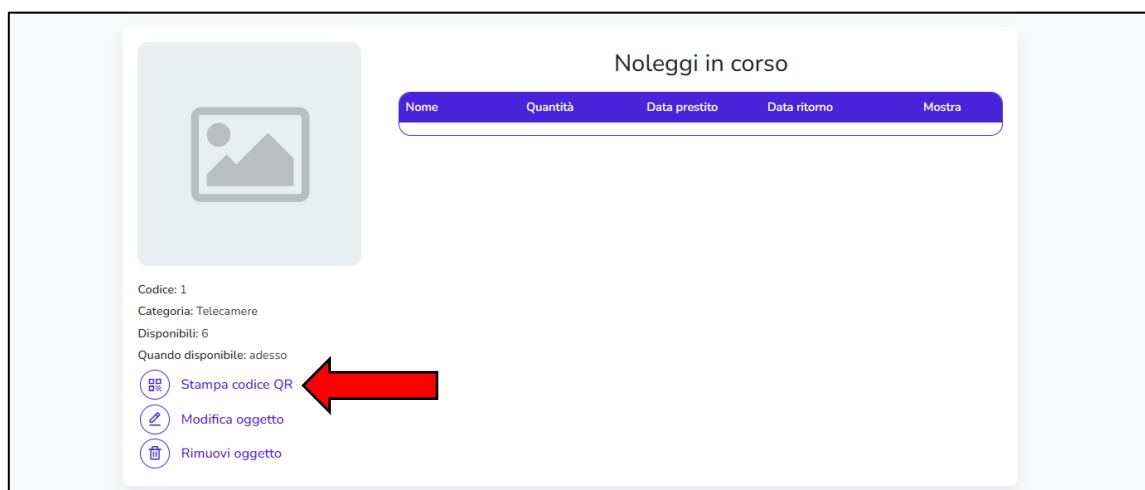 Noleggi in corso
Nome Quantità Data prestito Data ritorno Mostra
Codice: 1
Categoria: Telecamere
Disponibili: 6
Quando disponibile: adesso
Stampa codice QR
Modifica oggetto
Rimuovi oggetto